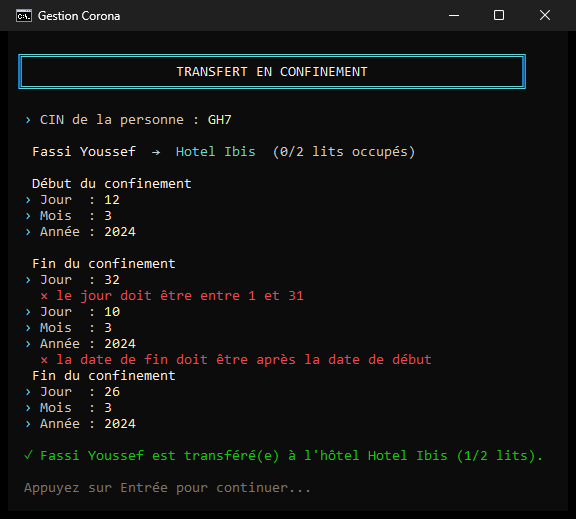 Gestion Corona
TRANSFERT EN CONFINEMENT
› CIN de la personne : GH7
Fassi Youssef → Hotel Ibis (0/2 lits occupés)
Début du confinement
› Jour : 12
› Mois : 3
› Année : 2024
Fin du confinement
› Jour : 32
× le jour doit être entre 1 et 31
› Jour : 10
› Mois : 3
› Année : 2024
× la date de fin doit être après la date de début
Fin du confinement
› Jour : 26
› Mois : 3
› Année : 2024
✓ Fassi Youssef est transféré(e) à l'hôtel Hotel Ibis (1/2 lits).
Appuyez sur Entrée pour continuer...